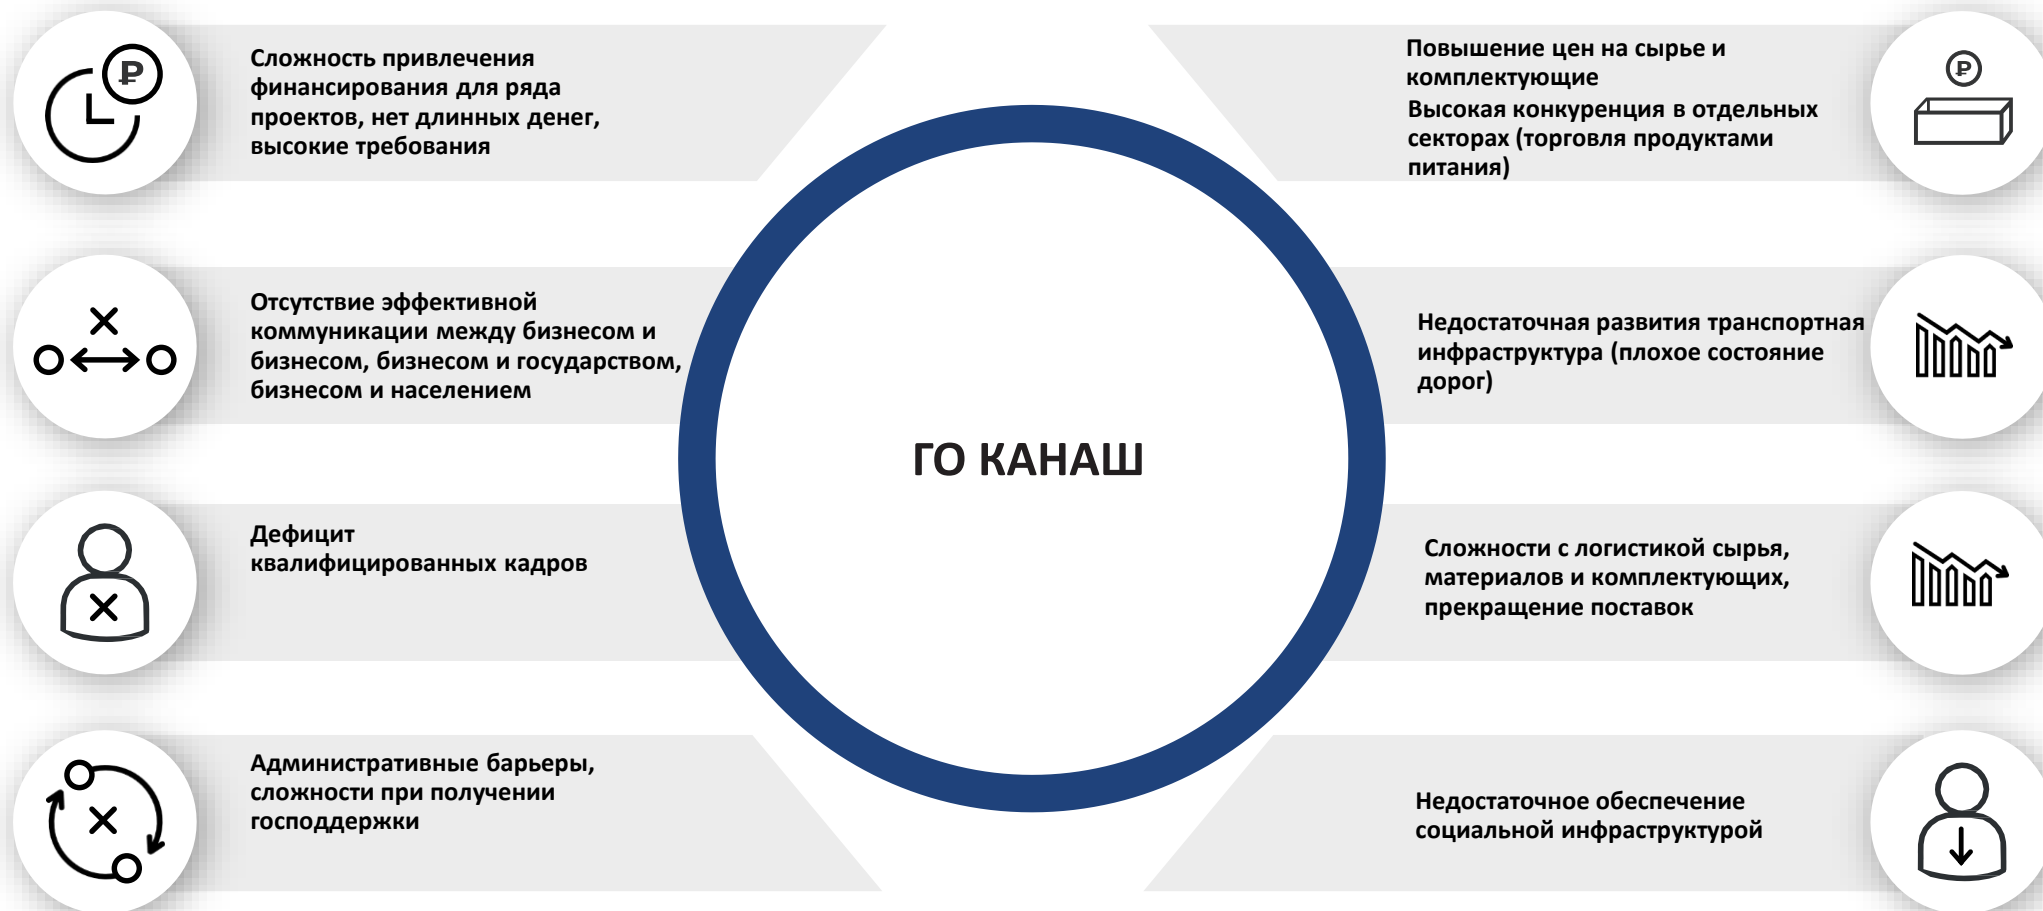 Сложность привлечения
финансирования для ряда
проектов, нет длинных денег,
высокие требования
Отсутствие эффективной
коммуникации между бизнесом и
бизнесом, бизнесом и государством,
бизнесом и населением
Дефицит
квалифицированных кадров
Административные барьеры,
сложности при получении
господдержки
ГО КАНАШ
Повышение цен на сырье и
комплектующие
Высокая конкуренция в отдельных
секторах (торговля продуктами
питания)
Недостаточная развития транспортная
инфраструктура (плохое состояние
дорог)
Сложности с логистикой сырья,
материалов и комплектующих,
прекращение поставок
Недостаточное обеспечение
социальной инфраструктурой